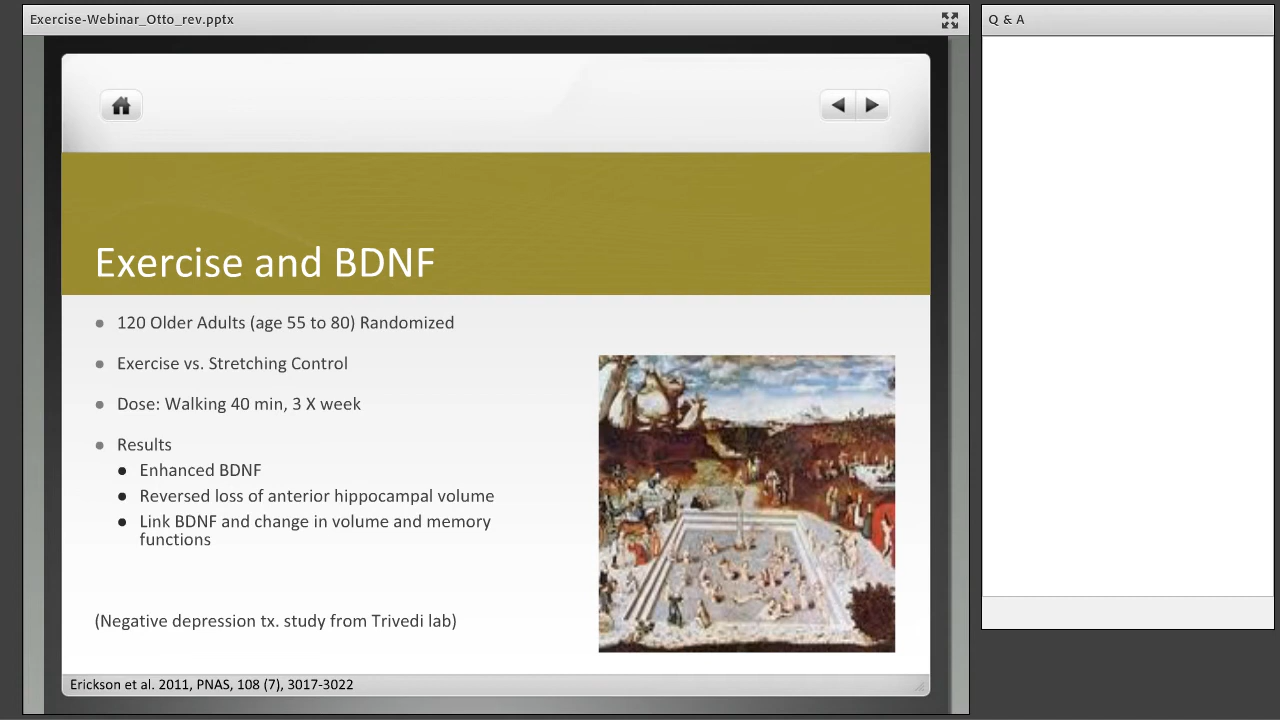 Exercise-Webinar_Otto_rev.pptx
Q & A
Exercise and BDNF
120 Older Adults (age 55 to 80) Randomized
Exercise vs. Stretching Control
Dose: Walking 40 min, 3 X week
Results
Enhanced BDNF
Reversed loss of anterior hippocampal volume
Link BDNF and change in volume and memory
functions
(Negative depression tx. study from Trivedi lab)
Erickson et al. 2011, PNAS, 108 (7), 3017-3022